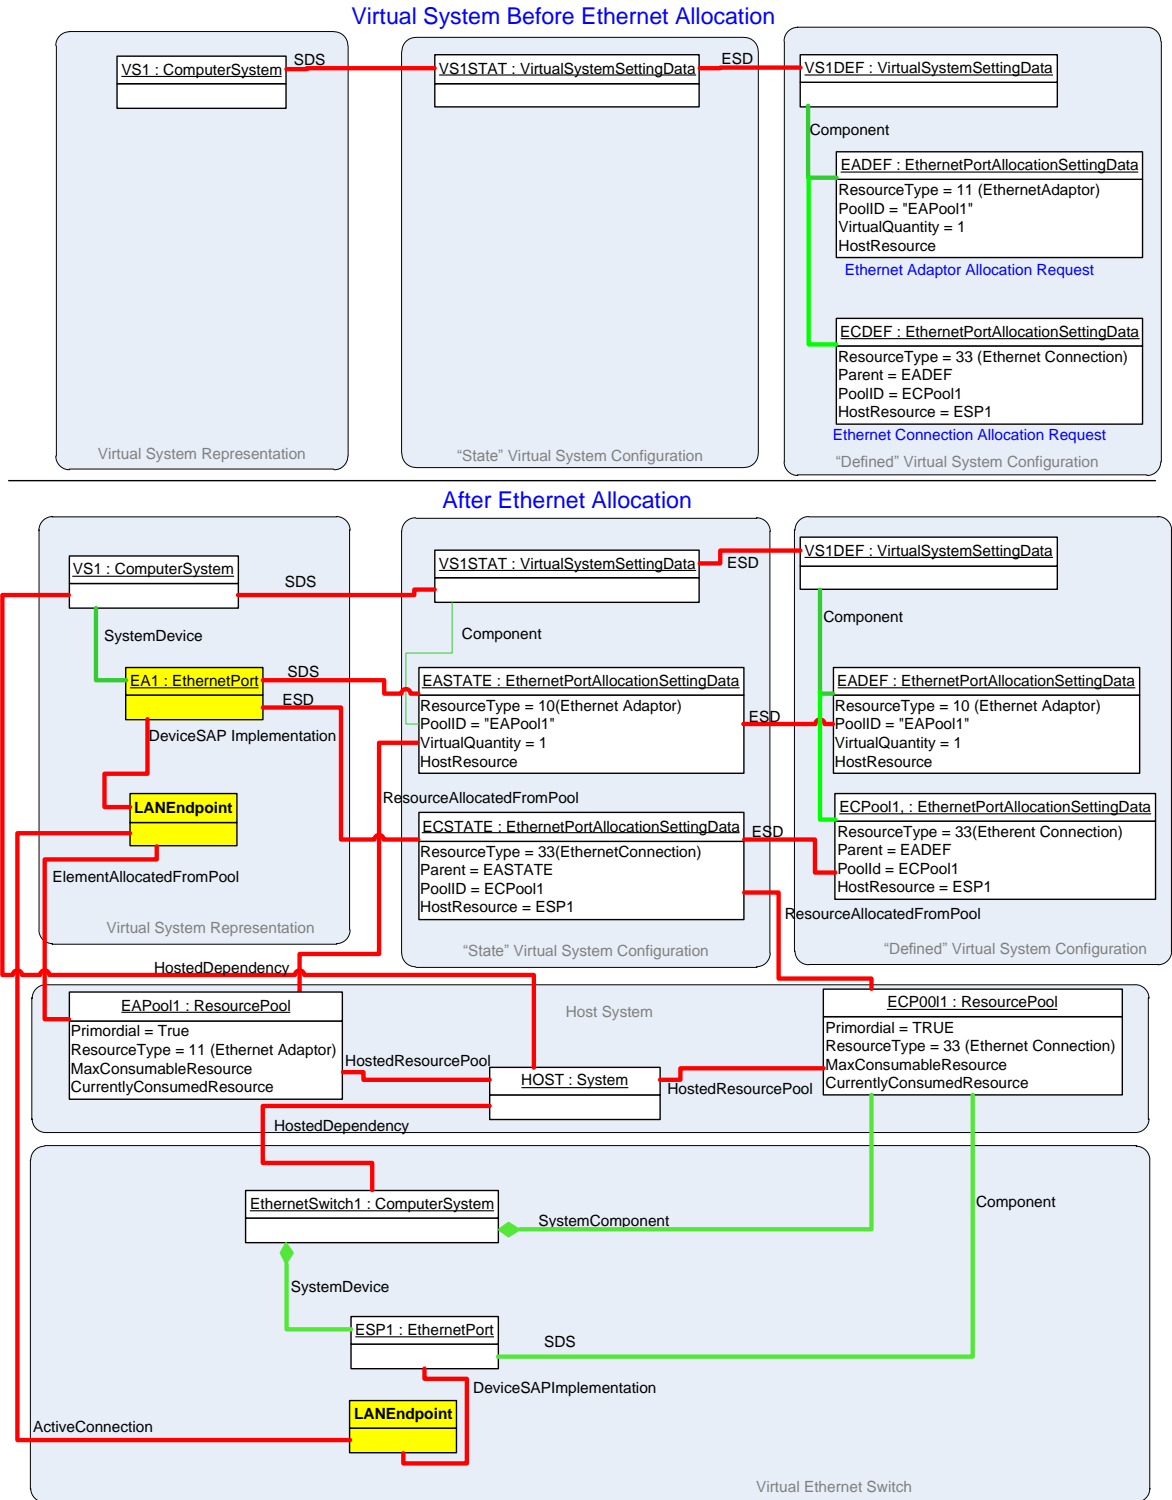 Virtual System Before Ethernet Allocation
VS1 : ComputerSystem
SDS
VS1STAT : VirtualSystemSettingData
ESD
VS1DEF : VirtualSystemSettingData
Component
EADEF : EthernetPortAllocationSettingData
ResourceType = 11 (EthernetAdaptor)
PoolID = "EAPool1"
VirtualQuantity = 1
HostResource
Ethernet Adaptor Allocation Request
ECDEF : EthernetPortAllocationSettingData
ResourceType = 33 (Ethernet Connection)
Parent = EADEF
PoolID = ECPool1
HostResource = ESP1
Ethernet Connection Allocation Request
Virtual System Representation
“State” Virtual System Configuration
“Defined” Virtual System Configuration
After Ethernet Allocation
VS1 : ComputerSystem
SDS
VS1STAT : VirtualSystemSettingData
ESD
VS1DEF : VirtualSystemSettingData
SystemDevice
Component
Component
EA1 : EthernetPort
SDS
ESD
DeviceSAP Implementation
EASTATE : EthernetPortAllocationSettingData
ResourceType = 10(Ethernet Adaptor)
PoolID = "EAPool1"
VirtualQuantity = 1
HostResource
ESD
EADEF : EthernetPortAllocationSettingData
ResourceType = 10 (Ethernet Adaptor)
PoolID = "EAPool1"
VirtualQuantity = 1
HostResource
LANEndpoint
ResourceAllocatedFromPool
ECSTATE : EthernetPortAllocationSettingData
ResourceType = 33(EthernetConnection)
Parent = EASTATE
PoolID = ECPool1
HostResource = ESP1
ESD
ECPool1, : EthernetPortAllocationSettingData
ResourceType = 33(Etherent Connection)
Parent = EADEF
PoolId = ECPool1
HostResource = ESP1
ElementAllocatedFromPool
ResourceAllocatedFromPool
Virtual System Representation
“State” Virtual System Configuration
“Defined” Virtual System Configuration
HostedDependency
EAPool1 : ResourcePool
Primordial = True
ResourceType = 11 (Ethernet Adaptor)
MaxConsumableResource
CurrentlyConsumedResource
Host System
HostedResourcePool
HOST : System
HostedResourcePool
ECP00l1 : ResourcePool
Primordial = TRUE
ResourceType = 33 (Ethernet Connection)
MaxConsumableResource
CurrentlyConsumedResource
HostedDependency
EthernetSwitch1 : ComputerSystem
SystemComponent
Component
SystemDevice
ESP1 : EthernetPort
SDS
DeviceSAPImplementation
LANEndpoint
ActiveConnection
Virtual Ethernet Switch